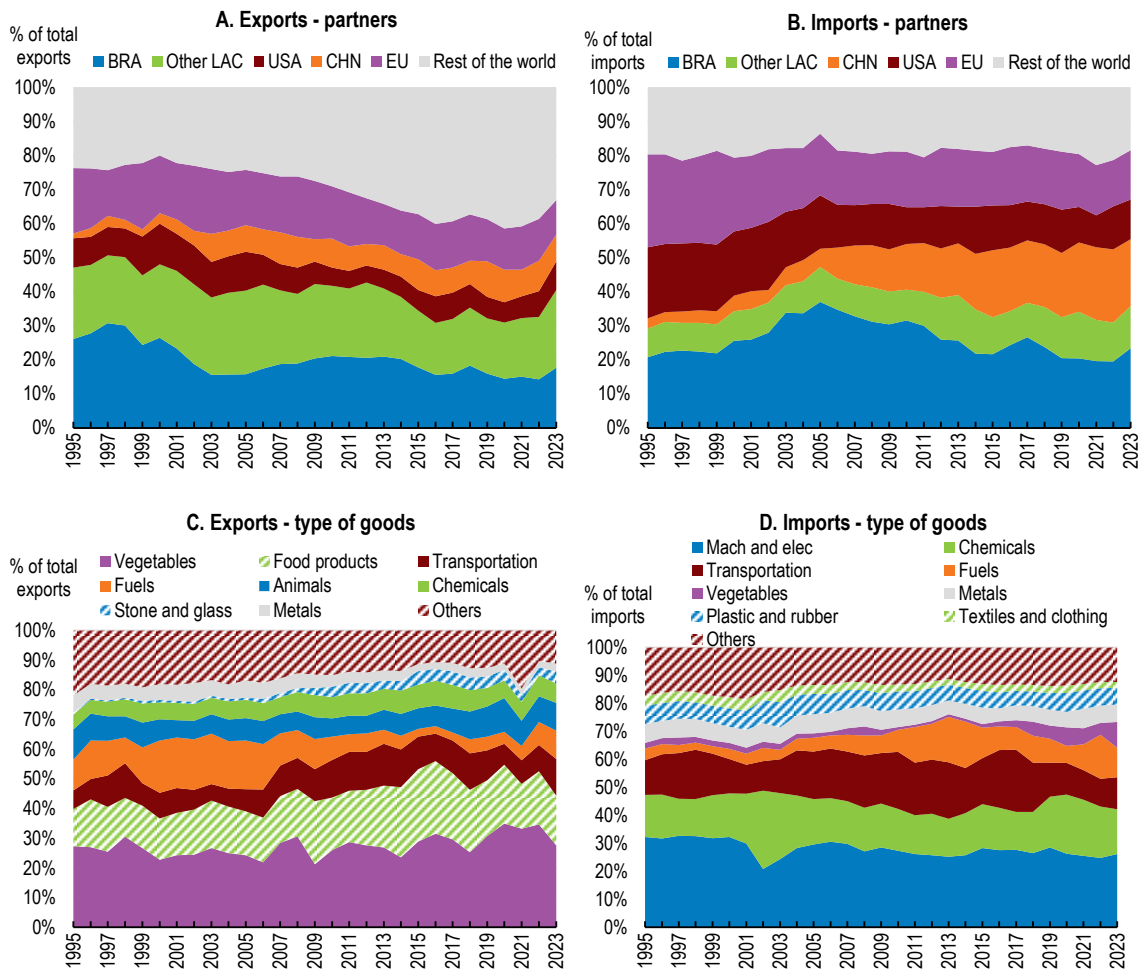 A. Exports - partners
% of total
exports
BRA Other LAC USA CHN EU Rest of the world
100%
90%
80%
70%
60%
50%
40%
30%
20%
10%
0%
1995 1997 1999 2001 2003 2005 2007 2009 2011 2013 2015 2017 2019 2021 2023
B. Imports - partners
% of total
imports
BRA Other LAC CHN USA EU Rest of the world
100%
90%
80%
70%
60%
50%
40%
30%
20%
10%
0%
1995 1997 1999 2001 2003 2005 2007 2009 2011 2013 2015 2017 2019 2021 2023
C. Exports - type of goods
% of total
exports
Vegetables Food products Transportation
Fuels Animals Chemicals
Stone and glass Metals Others
100%
90%
80%
70%
60%
50%
40%
30%
20%
10%
0%
1995 1997 1999 2001 2003 2005 2007 2009 2011 2013 2015 2017 2019 2021 2023
D. Imports - type of goods
% of total
imports
Mach and elec Chemicals
Transportation Fuels
Vegetables Metals
Plastic and rubber Textiles and clothing
Others
100%
90%
80%
70%
60%
50%
40%
30%
20%
10%
0%
1995 1997 1999 2001 2003 2005 2007 2009 2011 2013 2015 2017 2019 2021 2023